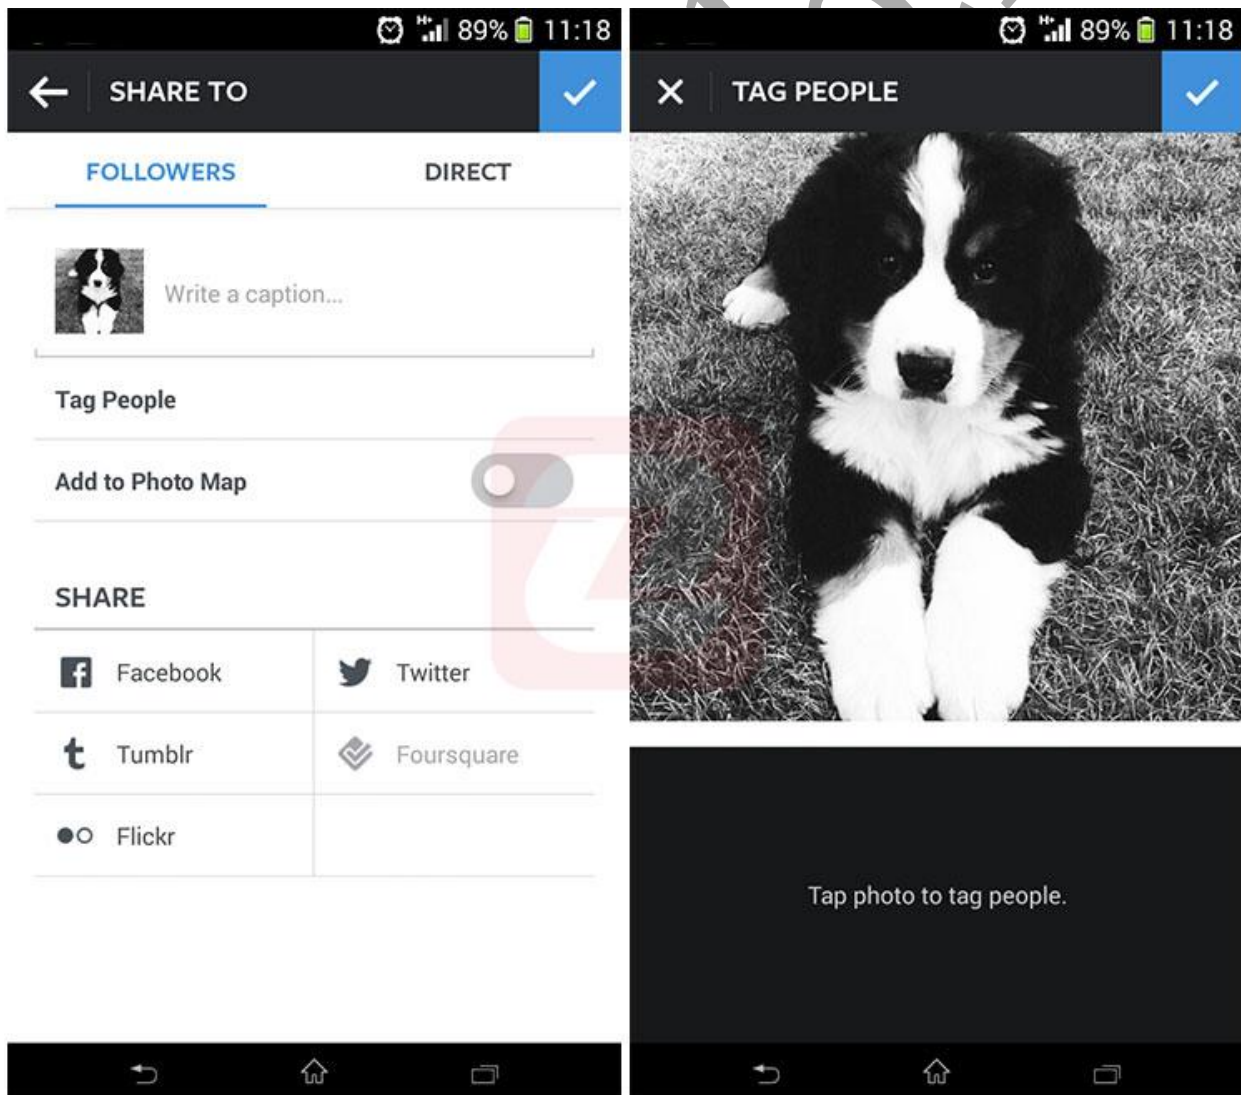 89% 11:18
SHARE TO
FOLLOWERS DIRECT
Write a caption...
Tag People
Add to Photo Map
SHARE
Facebook Twitter
Tumblr Foursquare
Flickr
89% 11:18
TAG PEOPLE
Tap photo to tag people.